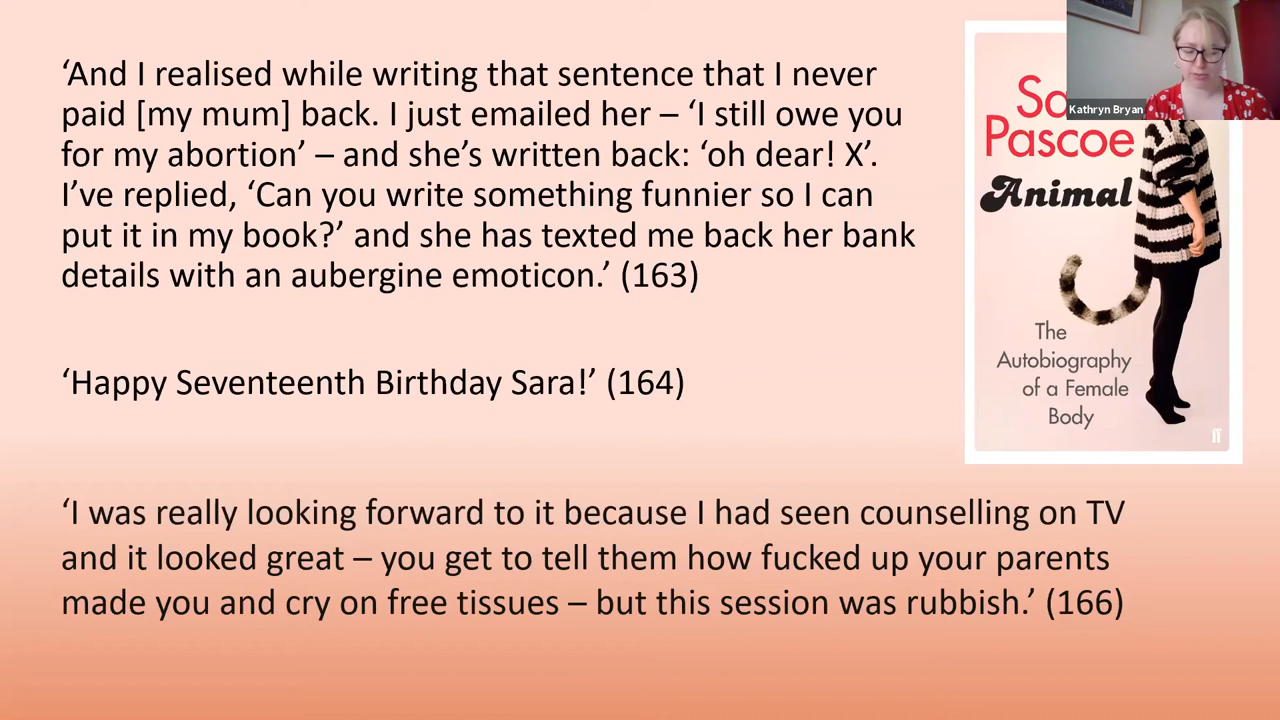 ‘And I realised while writing that sentence that I never
paid [my mum] back. I just emailed her – ‘I still owe you
for my abortion’ – and she’s written back: ‘oh dear! X’.
I’ve replied, ‘Can you write something funnier so I can
put it in my book?’ and she has texted me back her bank
details with an aubergine emoticon.’ (163)
‘Happy Seventeenth Birthday Sara!’ (164)
‘I was really looking forward to it because I had seen counselling on TV
and it looked great – you get to tell them how fucked up your parents
made you and cry on free tissues – but this session was rubbish.’ (166)
Kathryn Bryan
Pascoe
Animal
The
Autobiography
of a Female
Body
ff